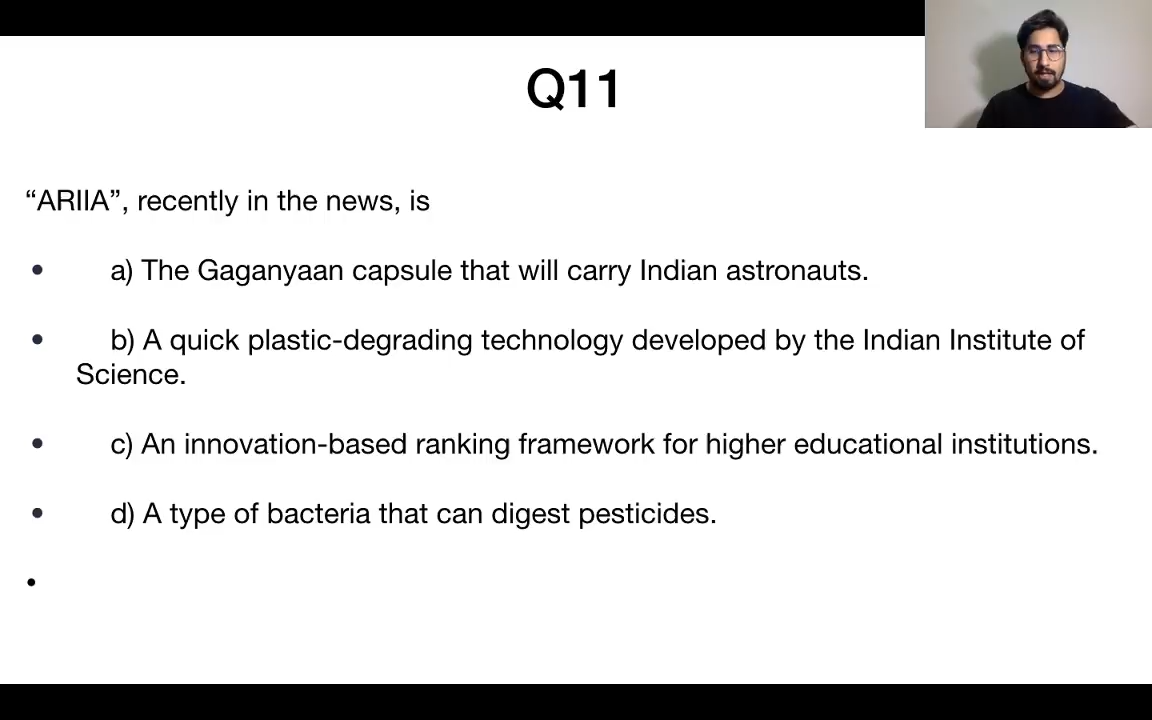 Q11
“ARIIA”, recently in the news, is
• a) The Gaganyaan capsule that will carry Indian astronauts.
• b) A quick plastic-degrading technology developed by the Indian Institute of
Science.
• c) An innovation-based ranking framework for higher educational institutions.
• d) A type of bacteria that can digest pesticides.
•